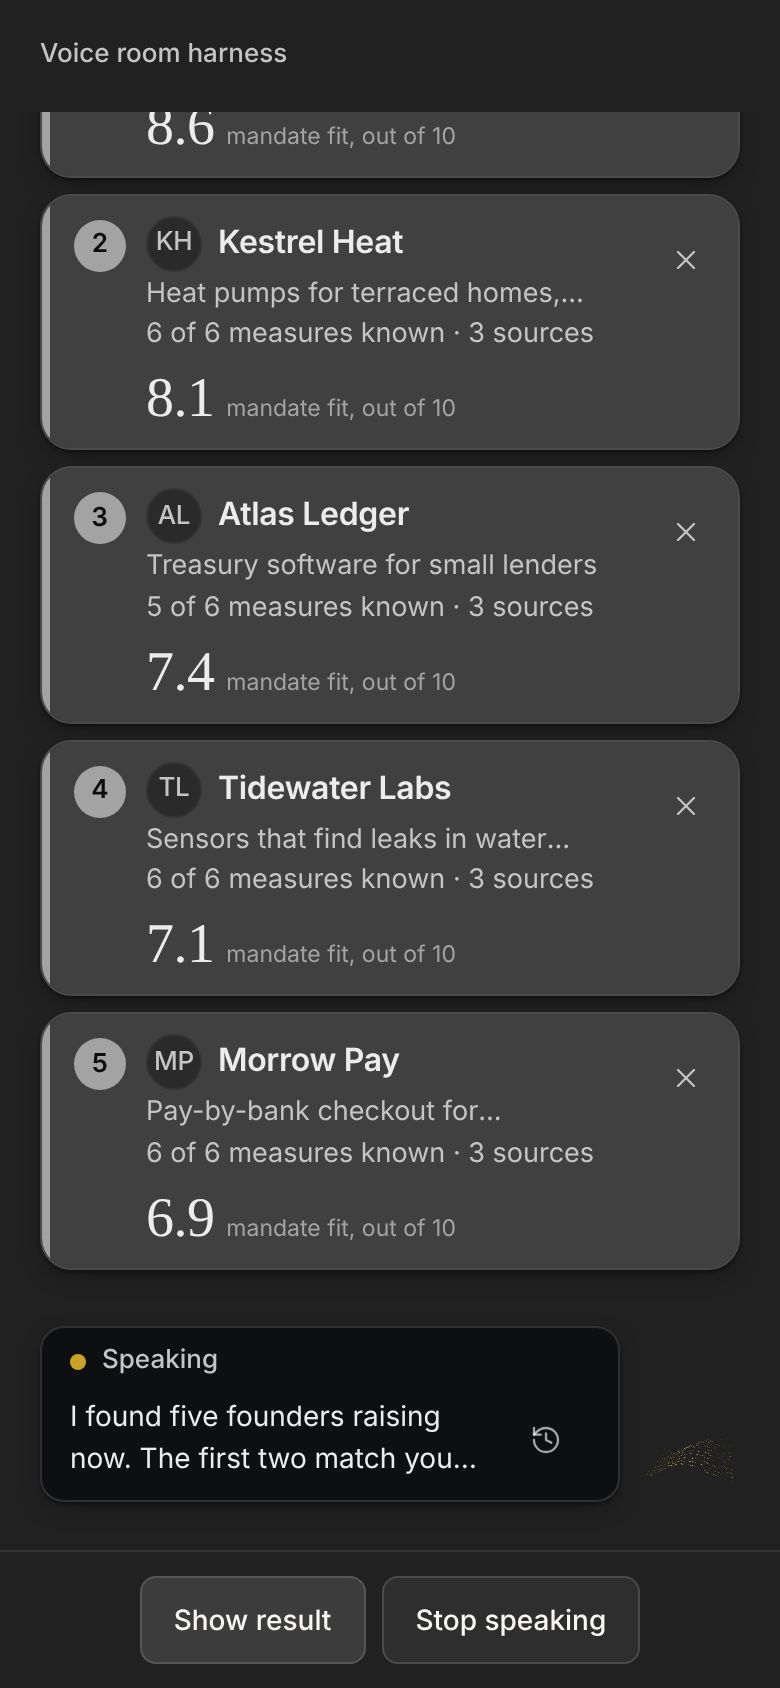 Voice room harness
8.6 mandate fit, out of 10
2 KH Kestrel Heat
Heat pumps for terraced homes,...
6 of 6 measures known · 3 sources
8.1 mandate fit, out of 10
3 AL Atlas Ledger
Treasury software for small lenders
5 of 6 measures known · 3 sources
7.4 mandate fit, out of 10
4 TL Tidewater Labs
Sensors that find leaks in water...
6 of 6 measures known · 3 sources
7.1 mandate fit, out of 10
5 MP Morrow Pay
Pay-by-bank checkout for...
6 of 6 measures known · 3 sources
6.9 mandate fit, out of 10
Speaking
I found five founders raising
now. The first two match you...
Show result Stop speaking